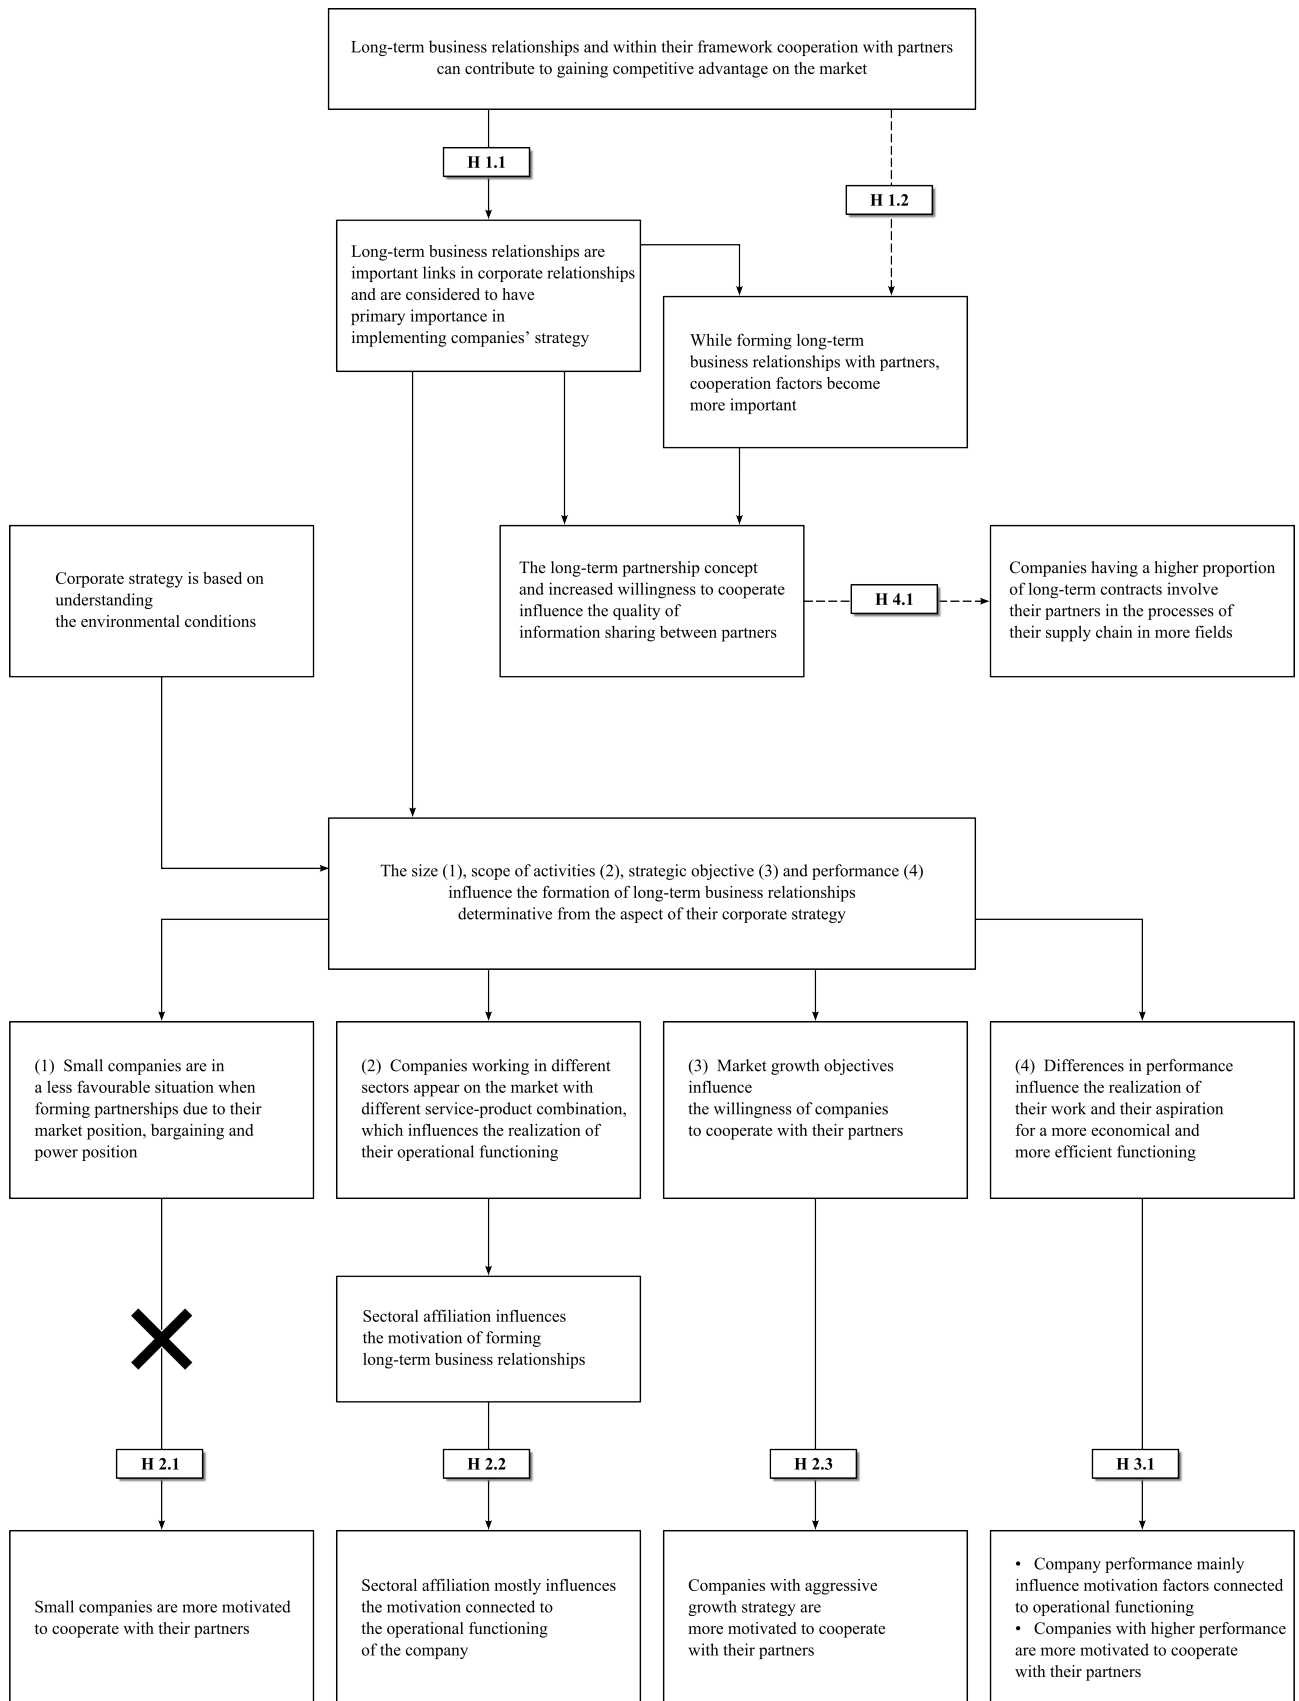 Long-term business relationships and within their framework cooperation with partners
can contribute to gaining competitive advantage on the market
H 1.1
H 1.2
Long-term business relationships are
important links in corporate relationships
and are considered to have
primary importance in
implementing companies’ strategy
While forming long-term
business relationships with partners,
cooperation factors become
more important
Corporate strategy is based on
understanding
the environmental conditions
The long-term partnership concept
and increased willingness to cooperate
influence the quality of
information sharing between partners
H 4.1
Companies having a higher proportion
of long-term contracts involve
their partners in the processes of
their supply chain in more fields
The size (1), scope of activities (2), strategic objective (3) and performance (4)
influence the formation of long-term business relationships
determinative from the aspect of their corporate strategy
(1) Small companies are in
a less favourable situation when
forming partnerships due to their
market position, bargaining and
power position
(2) Companies working in different
sectors appear on the market with
different service-product combination,
which influences the realization of
their operational functioning
(3) Market growth objectives
influence
the willingness of companies
to cooperate with their partners
(4) Differences in performance
influence the realization of
their work and their aspiration
for a more economical and
more efficient functioning
Sectoral affiliation influences
the motivation of forming
long-term business relationships
H 2.1
H 2.2
H 2.3
H 3.1
Small companies are more motivated
to cooperate with their partners
Sectoral affiliation mostly influences
the motivation connected to
the operational functioning
of the company
Companies with aggressive
growth strategy are
more motivated to cooperate
with their partners
• Company performance mainly
influence motivation factors connected
to operational functioning
• Companies with higher performance
are more motivated to cooperate
with their partners